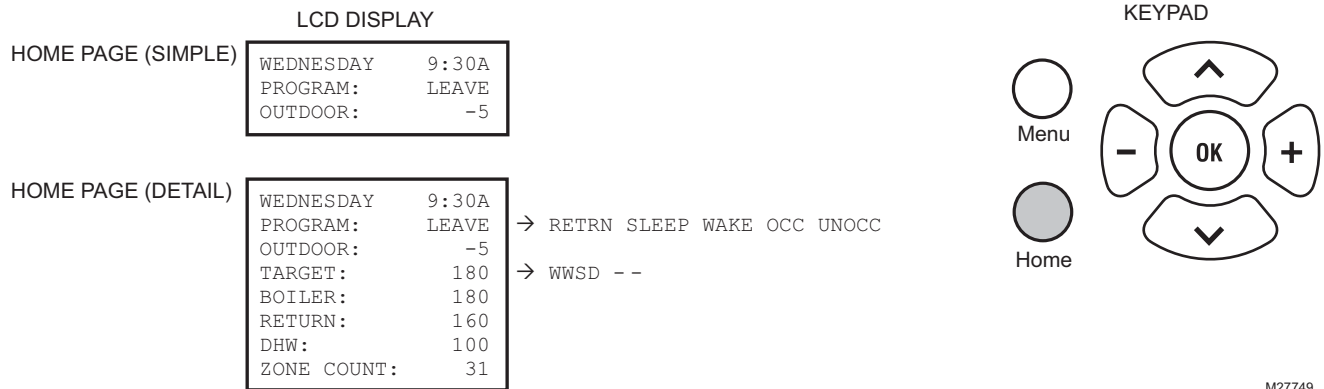 LCD DISPLAY
HOME PAGE (SIMPLE)
WEDNESDAY 9:30A
PROGRAM: LEAVE
OUTDOOR: -5
HOME PAGE (DETAIL)
WEDNESDAY 9:30A
PROGRAM: LEAVE → RETRN SLEEP WAKE OCC UNOCC
OUTDOOR: -5
TARGET: 180 → WWSD --
BOILER: 180
RETURN: 160
DHW: 100
ZONE COUNT: 31
KEYPAD
Menu
- OK +
Home
M27749